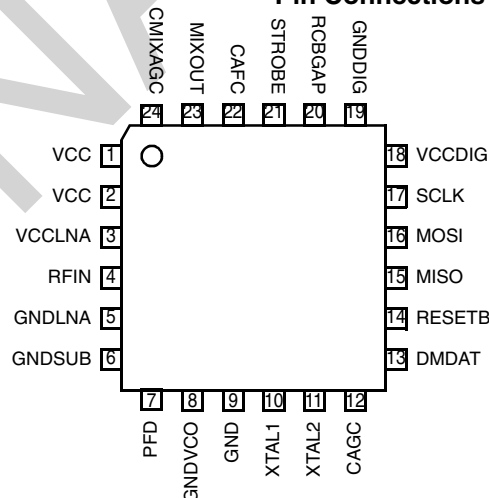 Pin Connections
CMIXAGC
MIXOUT
CAFC
STROBE
RCBGAP
GNDDIG
24
23
22
21
20
19
VCC 1
VCC 2
VCCLNA 3
RFIN 4
GNDLNA 5
GNDSUB 6
18 VCCDIG
17 SCLK
16 MOSI
15 MISO
14 RESETB
13 DMDAT
7
8
9
10
11
12
PFD
GNDVCO
GND
XTAL1
XTAL2
CAGC